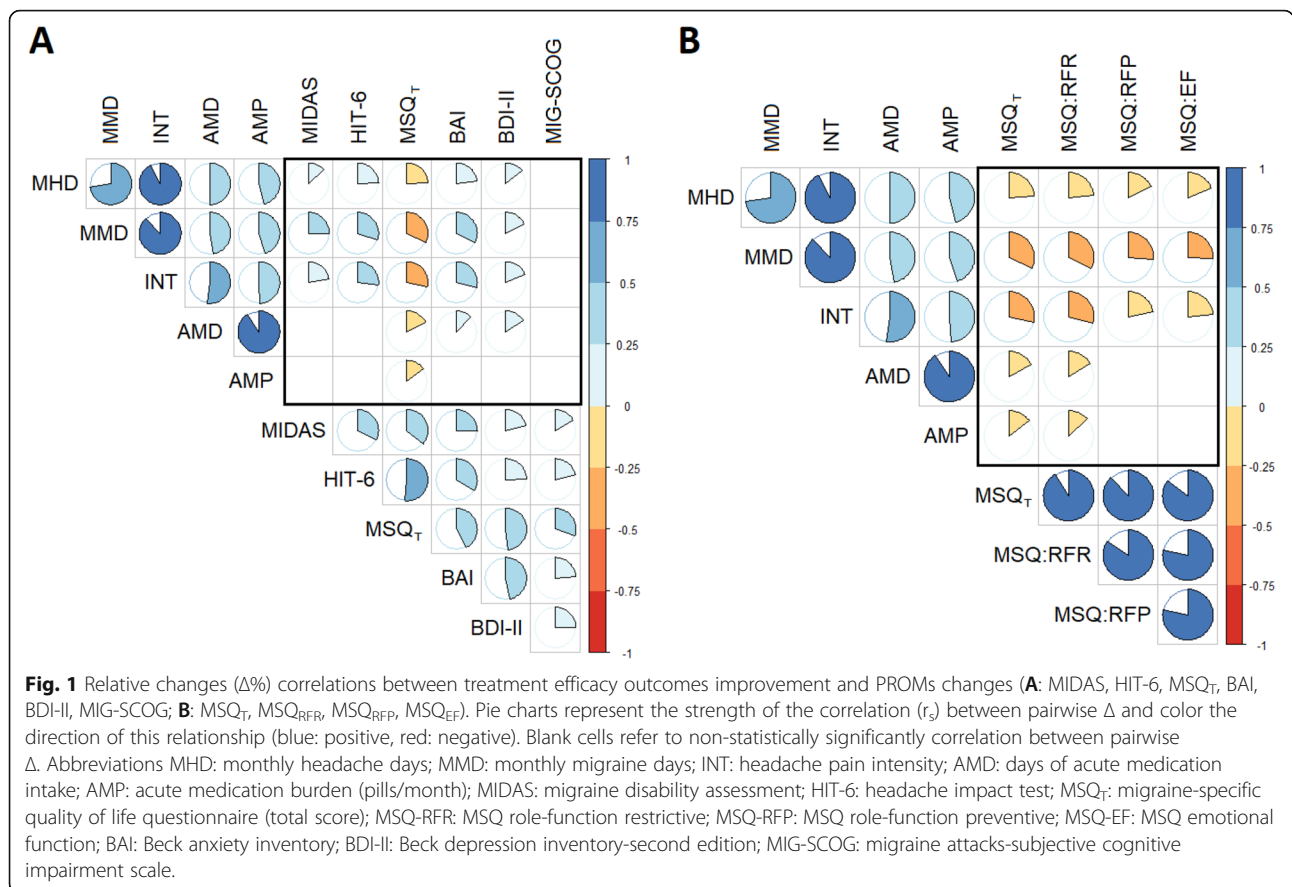 A
MMD
INT
AMD
AMP
MIDAS
HIT-6
MSQT
BAI
BDI-II
MIG-SCOG
MHD
MMD
INT
AMD
AMP
MIDAS
HIT-6
MSQT
BAI
BDI-II
1
0.75
0.5
0.25
0
-0.25
-0.5
-0.75
-1
B
MMD
INT
AMD
AMP
MSQT
MSQ:RFR
MSQ:RFP
MSQ:EF
MHD
MMD
INT
AMD
AMP
MSQT
MSQ:RFR
MSQ:RFP
1
0.75
0.5
0.25
0
-0.25
-0.5
-0.75
-1
Fig. 1 Relative changes (Δ%) correlations between treatment efficacy outcomes improvement and PROMs changes (A: MIDAS, HIT-6, MSQT, BAI,
BDI-II, MIG-SCOG; B: MSQT, MSQRFR, MSQRFP, MSQEF). Pie charts represent the strength of the correlation (rs) between pairwise Δ and color the
direction of this relationship (blue: positive, red: negative). Blank cells refer to non-statistically significantly correlation between pairwise
Δ. Abbreviations MHD: monthly headache days; MMD: monthly migraine days; INT: headache pain intensity; AMD: days of acute medication
intake; AMP: acute medication burden (pills/month); MIDAS: migraine disability assessment; HIT-6: headache impact test; MSQT: migraine-specific
quality of life questionnaire (total score); MSQ-RFR: MSQ role-function restrictive; MSQ-RFP: MSQ role-function preventive; MSQ-EF: MSQ emotional
function; BAI: Beck anxiety inventory; BDI-II: Beck depression inventory-second edition; MIG-SCOG: migraine attacks-subjective cognitive
impairment scale.